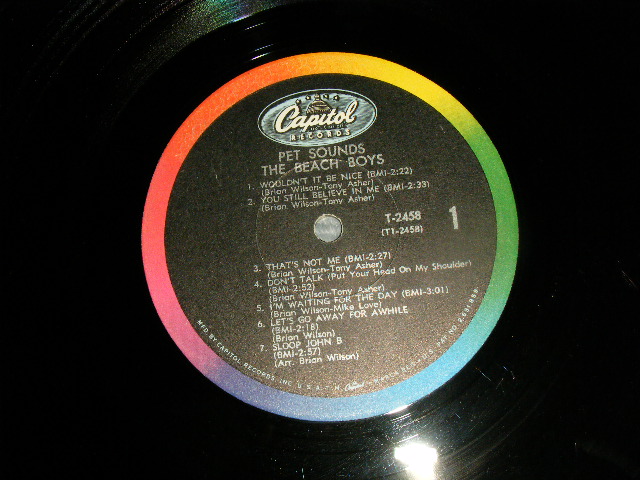 Capitol
RECORDS
PET SOUNDS
THE BEACH BOYS
1. WOULDN'T IT BE NICE (BMI-2:22)
(Brian Wilson-Tony Asher)
2. YOU STILL BELIEVE IN ME (BMI-2:33)
(Brian Wilson-Tony Asher)
T-2458
(T1-2458)
1
3. THAT'S NOT ME (BMI-2:27)
(Brian Wilson-Tony Asher)
4. DON'T TALK (Put Your Head On My Shoulder)
(BMI-2:52)
(Brian Wilson-Tony Asher)
5. I'M WAITING FOR THE DAY (BMI-3:01)
(Brian Wilson-Mike Love)
6. LET'S GO AWAY FOR AWHILE
(BMI-2:18)
(Brian Wilson)
7. SLOOP JOHN B
(BMI-2:57)
(Arr. Brian Wilson)
MFD. BY CAPITOL RECORDS, INC. U.S.A. T.M. Capitol U.S. PAT. NO.